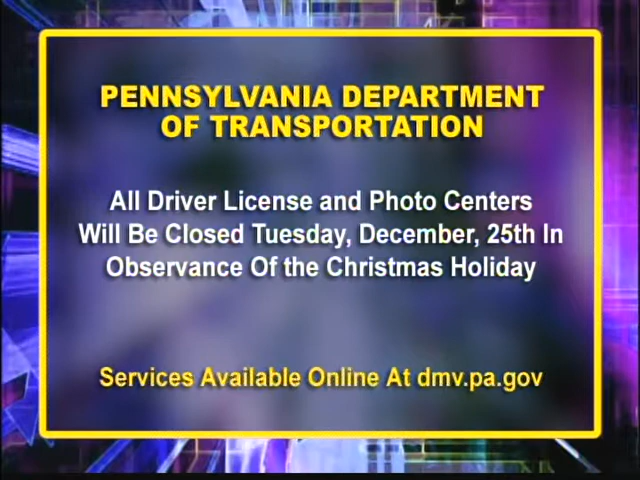 PENNSYLVANIA DEPARTMENT
OF TRANSPORTATION
All Driver License and Photo Centers
Will Be Closed Tuesday, December, 25th In
Observance Of the Christmas Holiday
Services Available Online At dmv.pa.gov